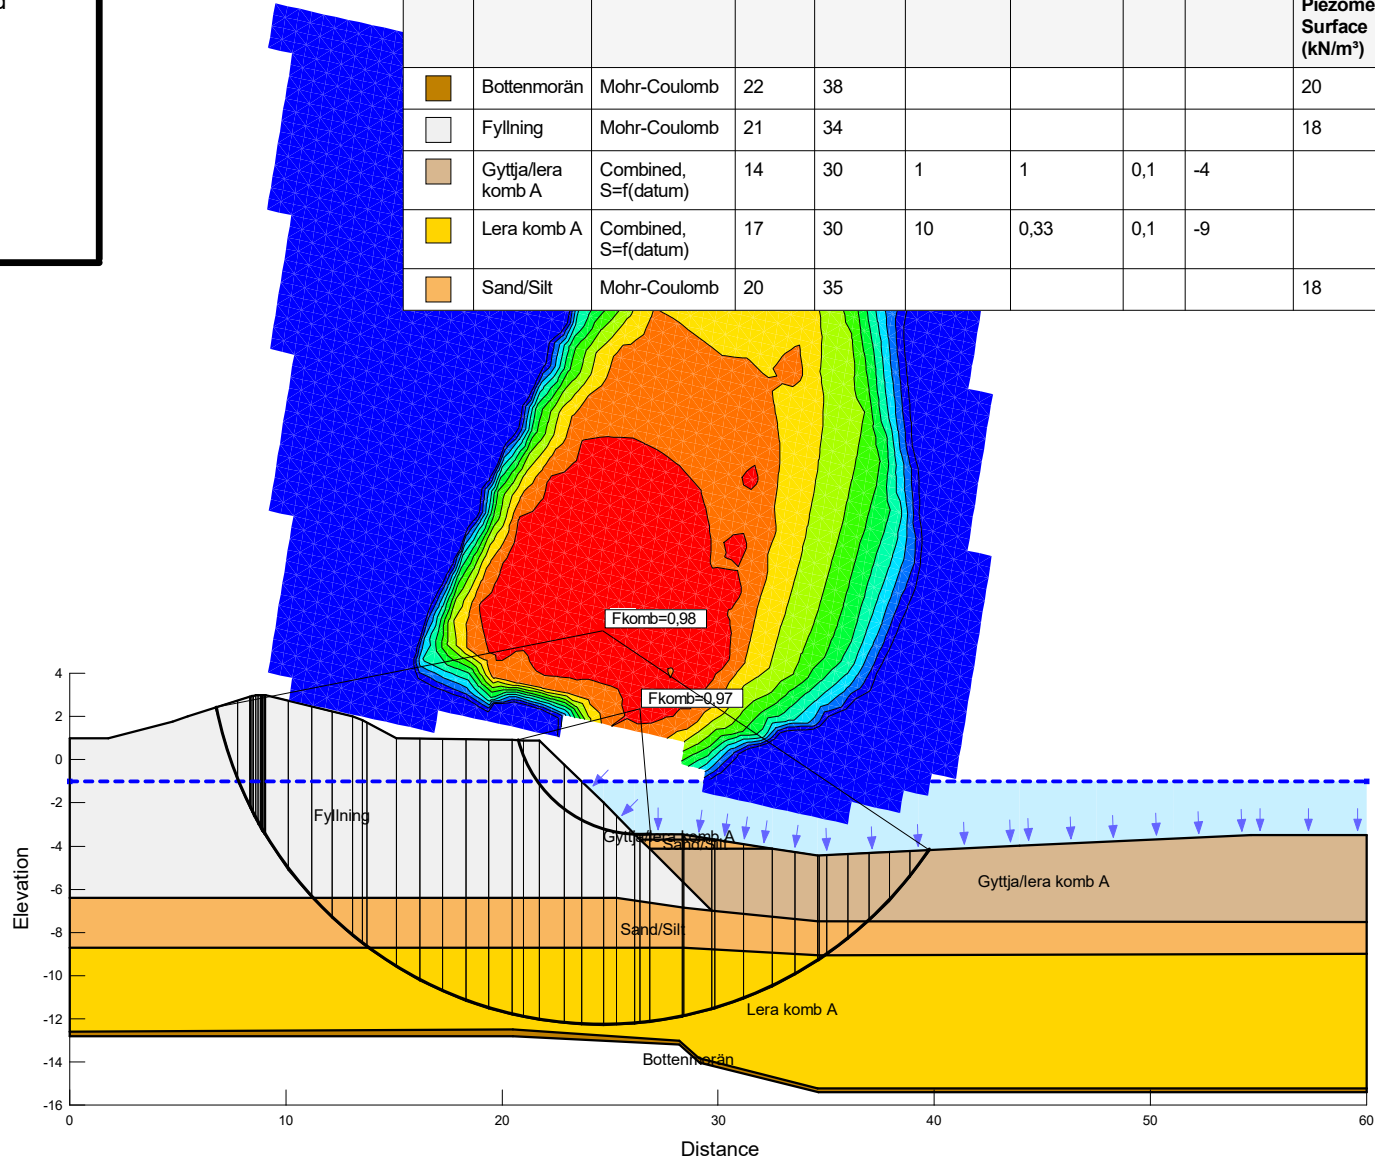 d
Piezome
Surface
(kN/m³)
Bottenmorän Mohr-Coulomb 22 38 20
Fyllning Mohr-Coulomb 21 34 18
Gyttja/lera Combined, 14 30 1 1 0,1 -4
komb A S=f(datum)
Lera komb A Combined, 17 30 10 0,33 0,1 -9
S=f(datum)
Sand/Silt Mohr-Coulomb 20 35 18
Fkomb=0,98
Fkomb=0,97
4
2
0
-2
-4
-6
-8
-10
-12
-14
-16
Elevation
Fyllning
Gyttja/lera komb A
Sand/Silt
Gyttja/lera komb A
Sand/Silt
Lera komb A
Bottenmorän
0 10 20 30 40 50 60
Distance